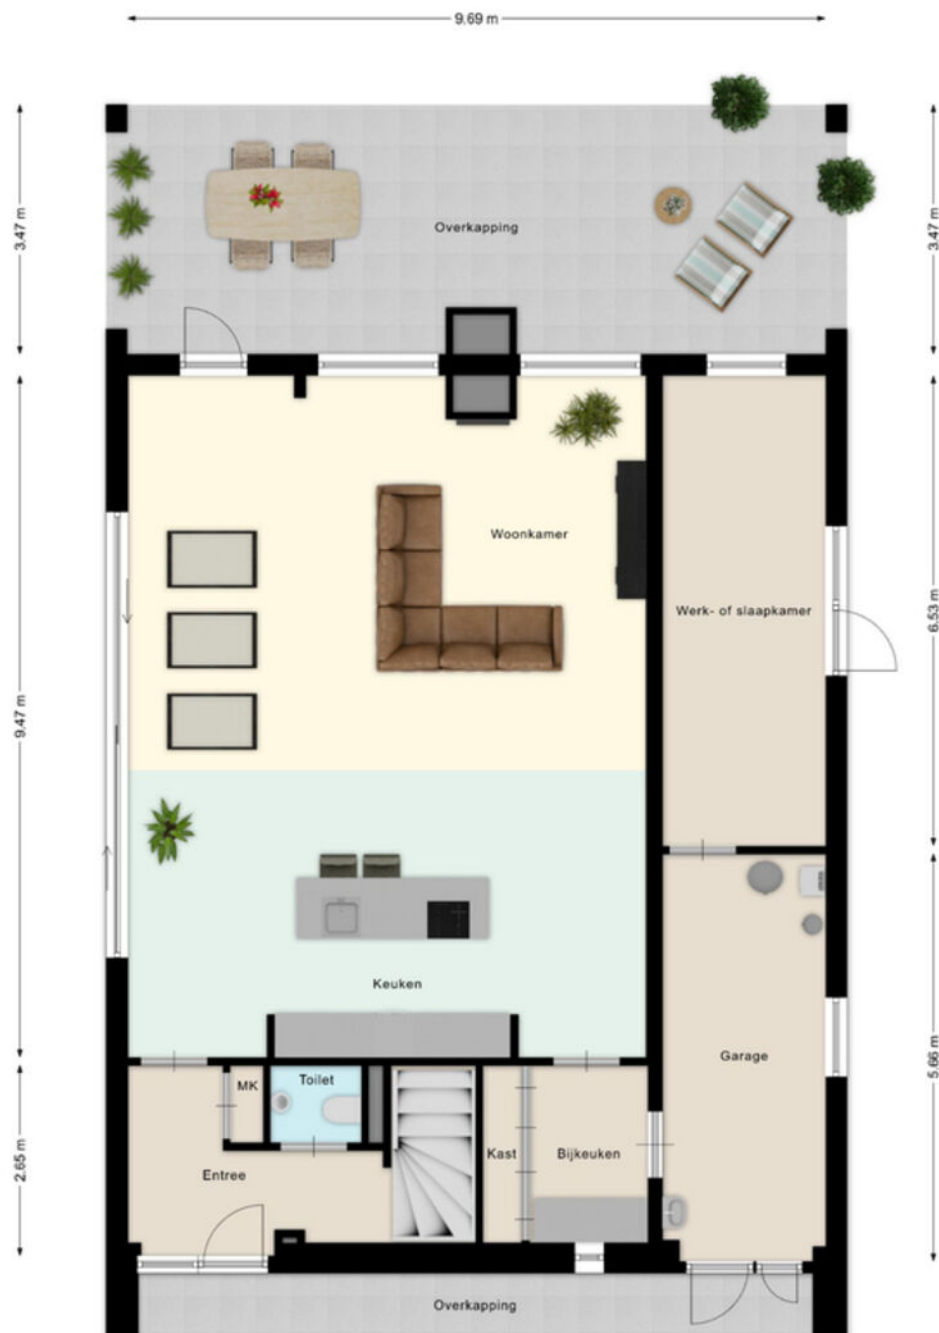 9.69 m
3.47 m
3.47 m
Overkapping
Woonkamer
Werk- of slaapkamer
6.53 m
9.47 m
Keuken
Garage
5.66 m
MK
Toilet
2.65 m
Entree
Kast
Bijkeuken
Overkapping